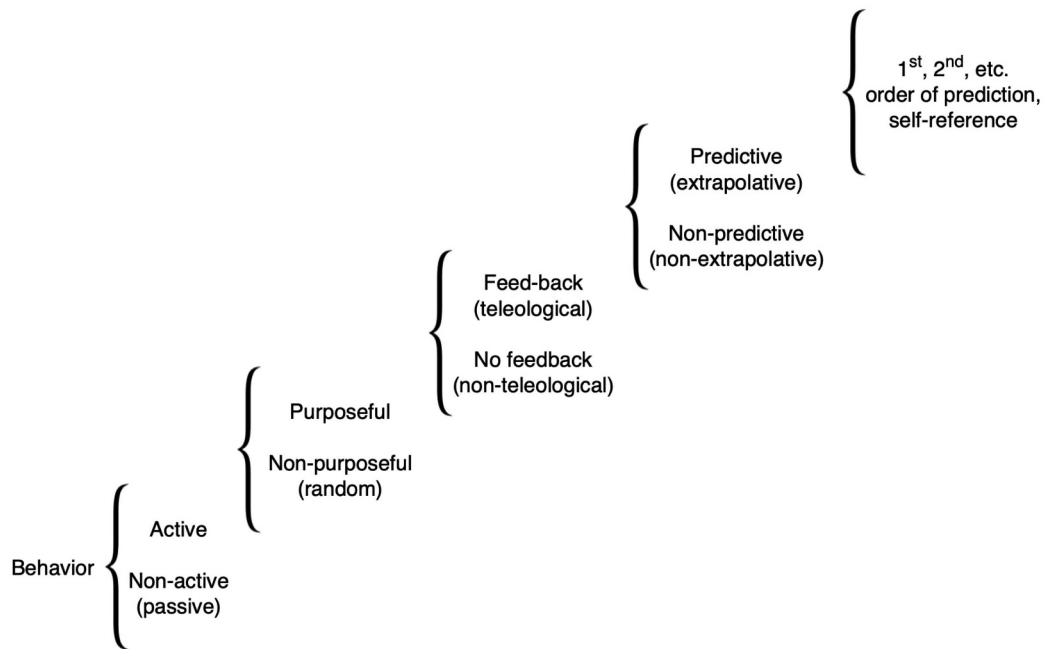 1st, 2nd, etc.
order of prediction,
self-reference
Predictive
(extrapolative)
Non-predictive
(non-extrapolative)
Feed-back
(teleological)
No feedback
(non-teleological)
Purposeful
Non-purposeful
(random)
Active
Behavior
Non-active
(passive)